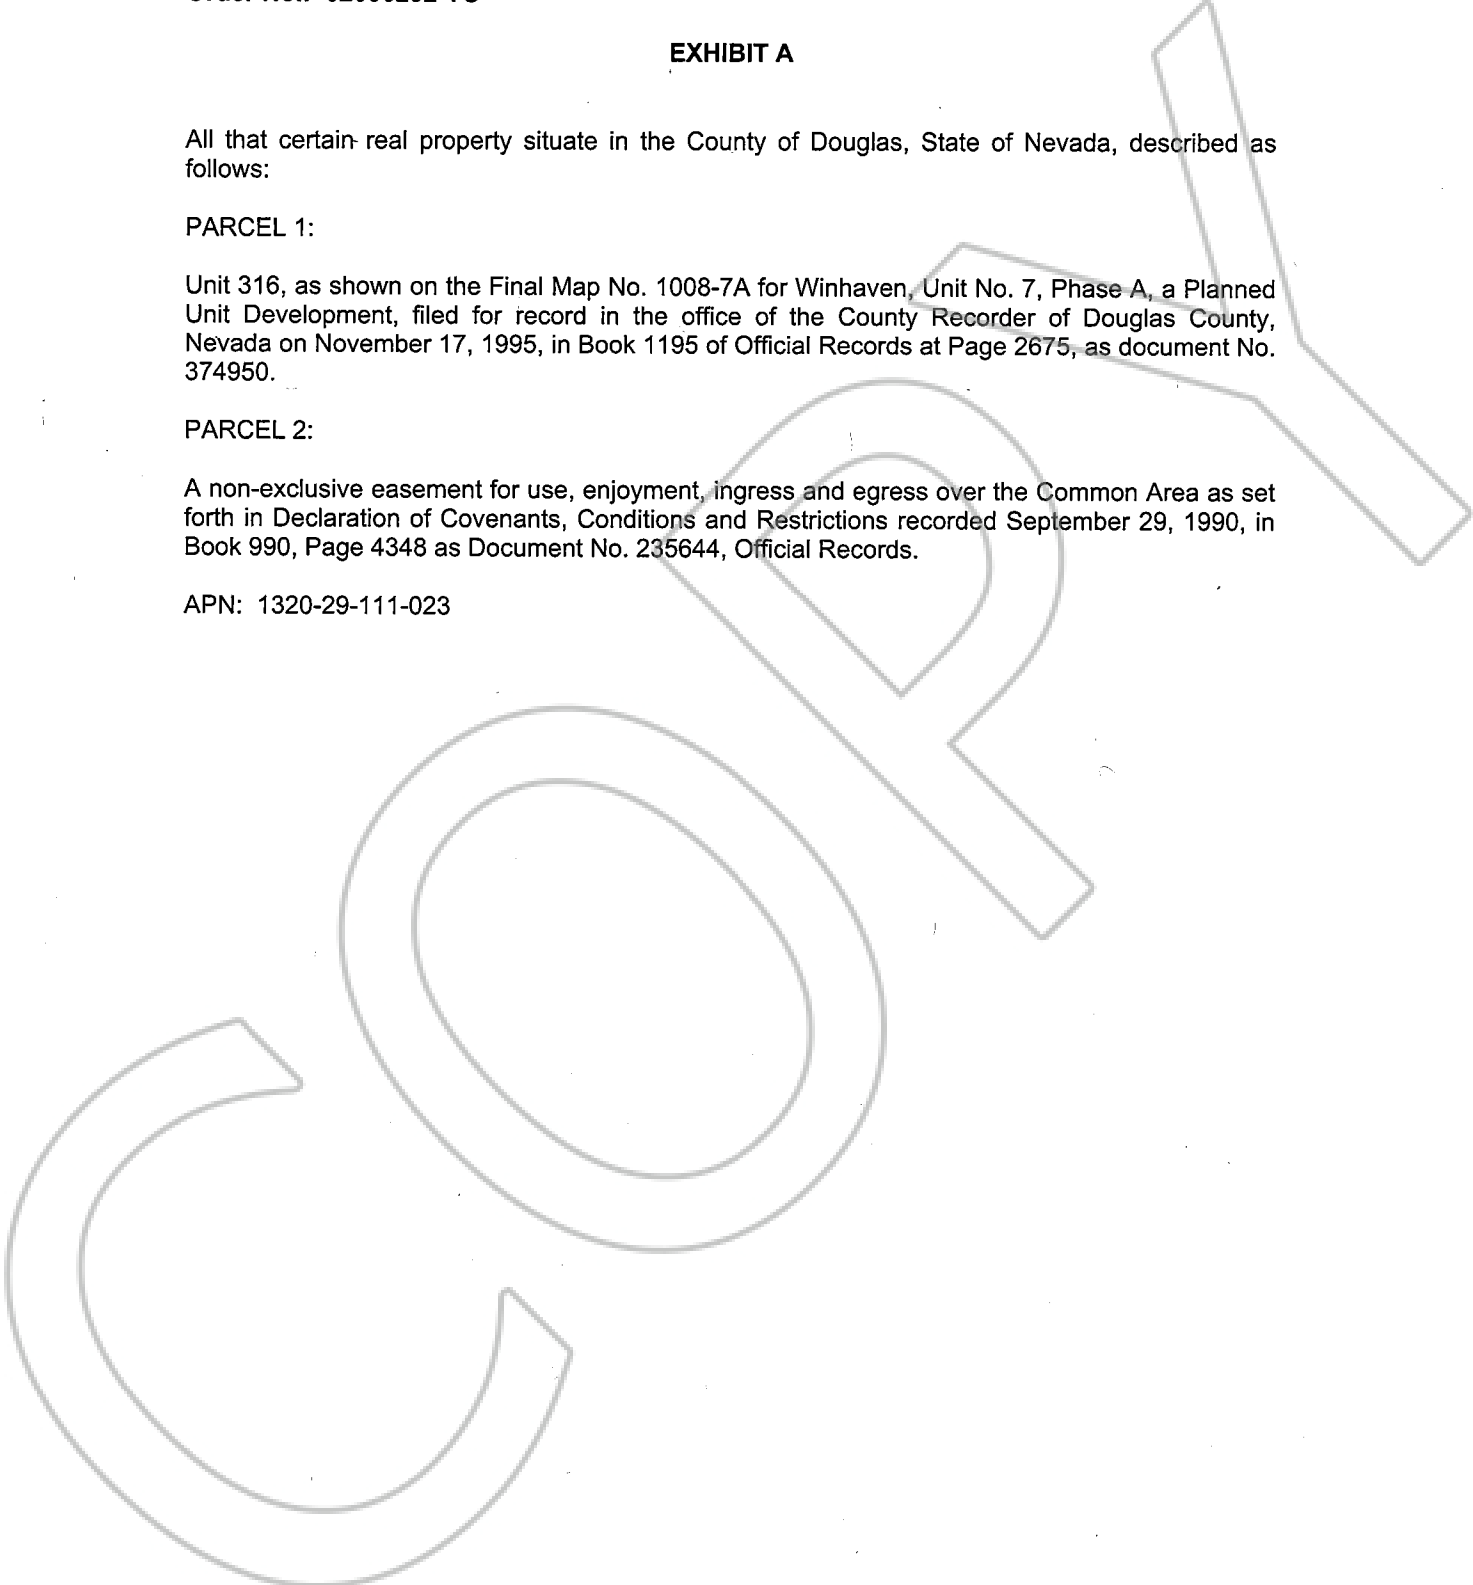 EXHIBIT A
All that certain real property situate in the County of Douglas, State of Nevada, described as
follows:
PARCEL 1:
Unit 316, as shown on the Final Map No. 1008-7A for Winhaven, Unit No. 7, Phase A, a Planned
Unit Development, filed for record in the office of the County Recorder of Douglas County,
Nevada on November 17, 1995, in Book 1195 of Official Records at Page 2675, as document No.
374950.
PARCEL 2:
A non-exclusive easement for use, enjoyment, ingress and egress over the Common Area as set
forth in Declaration of Covenants, Conditions and Restrictions recorded September 29, 1990, in
Book 990, Page 4348 as Document No. 235644, Official Records.
APN: 1320-29-111-023
COPY